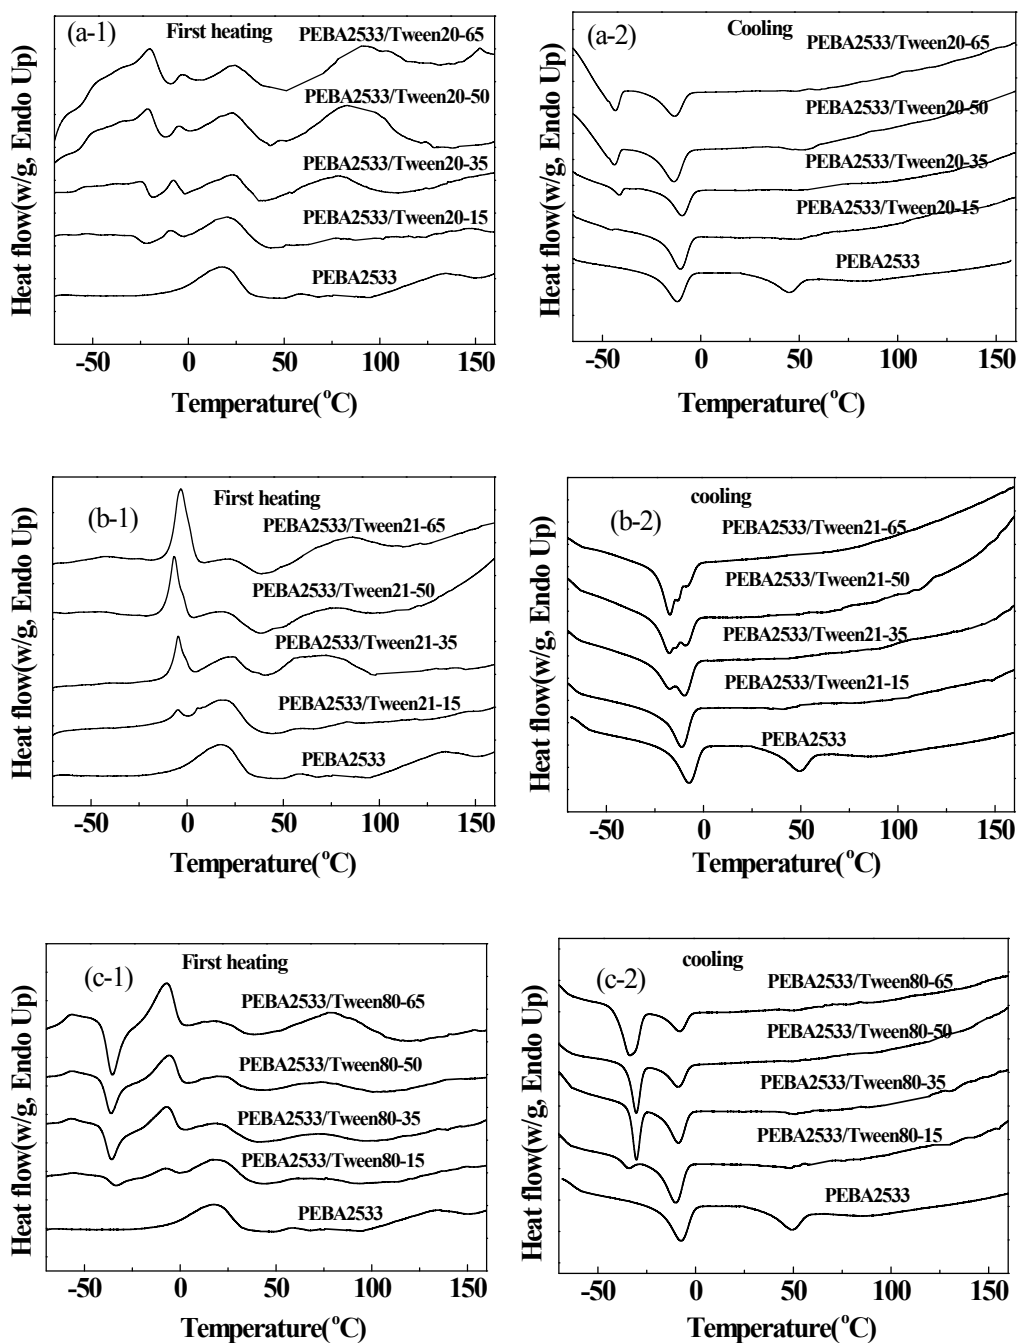 (a-1)
First heating
PEBA2533/Tween20-65
PEBA2533/Tween20-50
PEBA2533/Tween20-35
PEBA2533/Tween20-15
PEBA2533
Heat flow(w/g, Endo Up)
-50 0 50 100 150
Temperature(°C)
(a-2)
Cooling
PEBA2533/Tween20-65
PEBA2533/Tween20-50
PEBA2533/Tween20-35
PEBA2533/Tween20-15
PEBA2533
Heat flow(w/g, Endo Up)
-50 0 50 100 150
Temperature(°C)
(b-1)
First heating
PEBA2533/Tween21-65
PEBA2533/Tween21-50
PEBA2533/Tween21-35
PEBA2533/Tween21-15
PEBA2533
Heat flow(w/g, Endo Up)
-50 0 50 100 150
Temperature(°C)
(b-2)
cooling
PEBA2533/Tween21-65
PEBA2533/Tween21-50
PEBA2533/Tween21-35
PEBA2533/Tween21-15
PEBA2533
Heat flow(w/g, Endo Up)
-50 0 50 100 150
Temperature(°C)
(c-1)
First heating
PEBA2533/Tween80-65
PEBA2533/Tween80-50
PEBA2533/Tween80-35
PEBA2533/Tween80-15
PEBA2533
Heat flow(w/g, Endo Up)
-50 0 50 100 150
Temperature(°C)
(c-2)
cooling
PEBA2533/Tween80-65
PEBA2533/Tween80-50
PEBA2533/Tween80-35
PEBA2533/Tween80-15
PEBA2533
Heat flow(w/g, Endo Up)
-50 0 50 100 150
Temperature(°C)